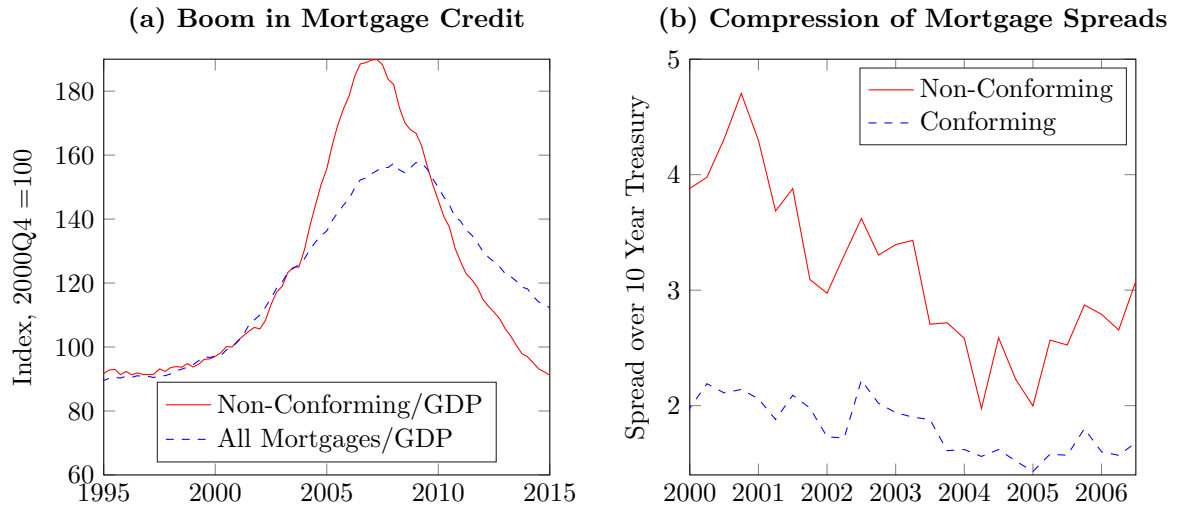 (a) Boom in Mortgage Credit
Index, 2000Q4 =100
180
160
140
120
100
80
60
1995
2000
2005
2010
2015
Non-Conforming/GDP
All Mortgages/GDP
(b) Compression of Mortgage Spreads
Spread over 10 Year Treasury
5
4
3
2
2000
2001
2002
2003
2004
2005
2006
Non-Conforming
Conforming